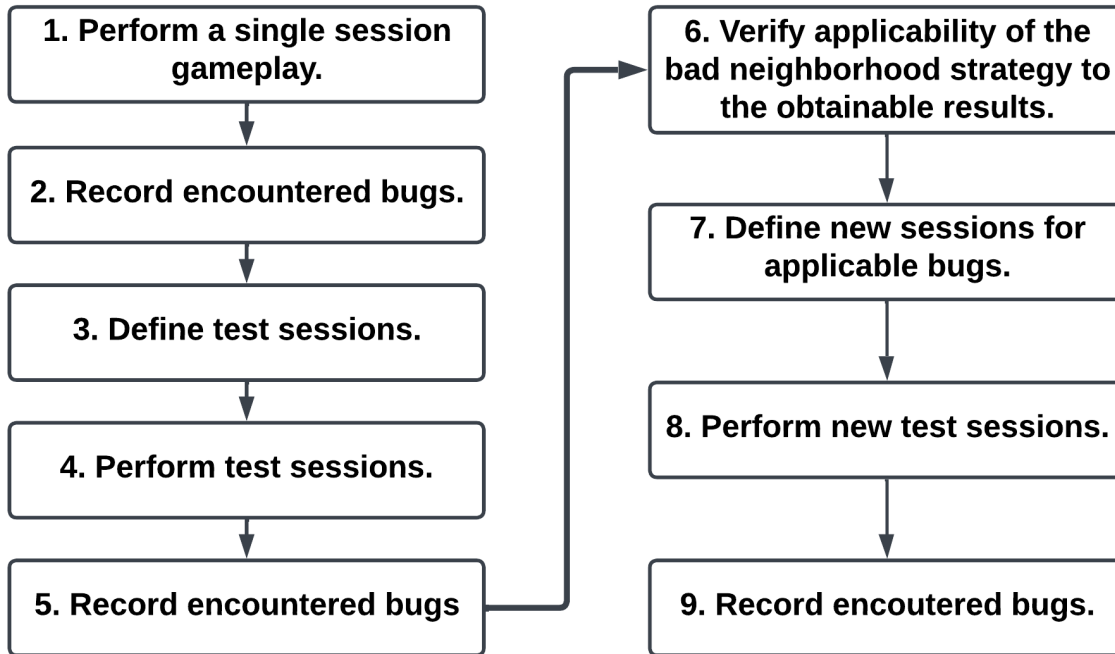 1. Perform a single session
gameplay.
2. Record encountered bugs.
3. Define test sessions.
4. Perform test sessions.
5. Record encountered bugs
6. Verify applicability of the
bad neighborhood strategy to
the obtainable results.
7. Define new sessions for
applicable bugs.
8. Perform new test sessions.
9. Record encoutered bugs.